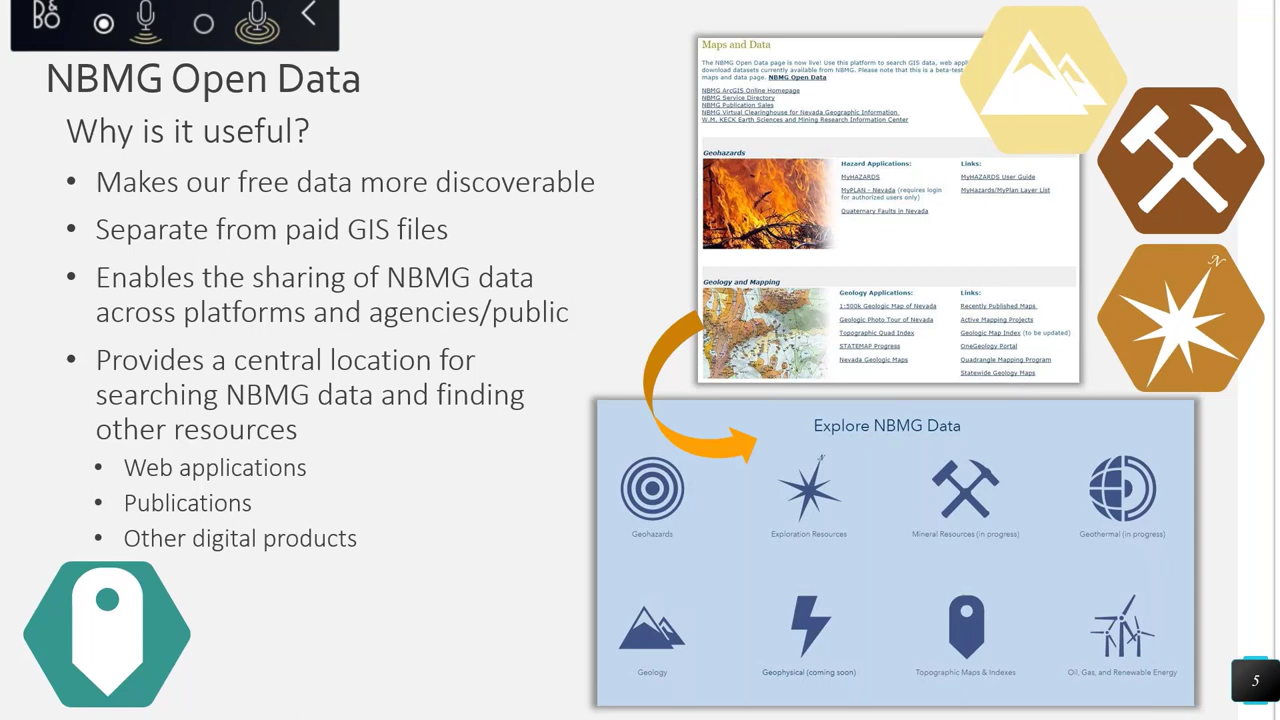 B&O
NBMG Open Data
Why is it useful?
• Makes our free data more discoverable
• Separate from paid GIS files
• Enables the sharing of NBMG data
across platforms and agencies/public
• Provides a central location for
searching NBMG data and finding
other resources
• Web applications
• Publications
• Other digital products
Maps and Data
The NBMG Open Data page is now live! Use this platform to search GIS data, web
download datasets currently available from NBMG. Please note that this is a
maps and data page. NBMG Open Data
NBMG ArcGIS Online Homepage
NBMG Service Directory
NBMG Publication Sales
NBMG Virtual Clearinghouse for Nevada Geographic Information
W.M. KECK Earth Sciences and Mining Research Information Center
Geohazards
Hazard Applications:
MyHAZARDS
MyPLAN - Nevada (requires login
for authorized users only)
Quaternary Faults in Nevada
Links:
MyHAZARDS User Guide
MyHazards/MyPlan Layer List
Geology and Mapping
Geology Applications:
1:500k Geologic Map of Nevada
Geologic Photo Tour of Nevada
Topographic Quad Index
STATEMAP Progress
Nevada Geologic Maps
Links:
Recently Published Maps
Active Mapping Projects
Geologic Map Index (to be updated)
OneGeology Portal
Quadrangle Mapping Program
Statewide Geology Maps
N
Explore NBMG Data
N
Geohazards
Exploration Resources
Mineral Resources (in progress)
Geothermal (in progress)
Geology
Geophysical (coming soon)
Topographic Maps & Indexes
Oil, Gas, and Renewable Energy
5